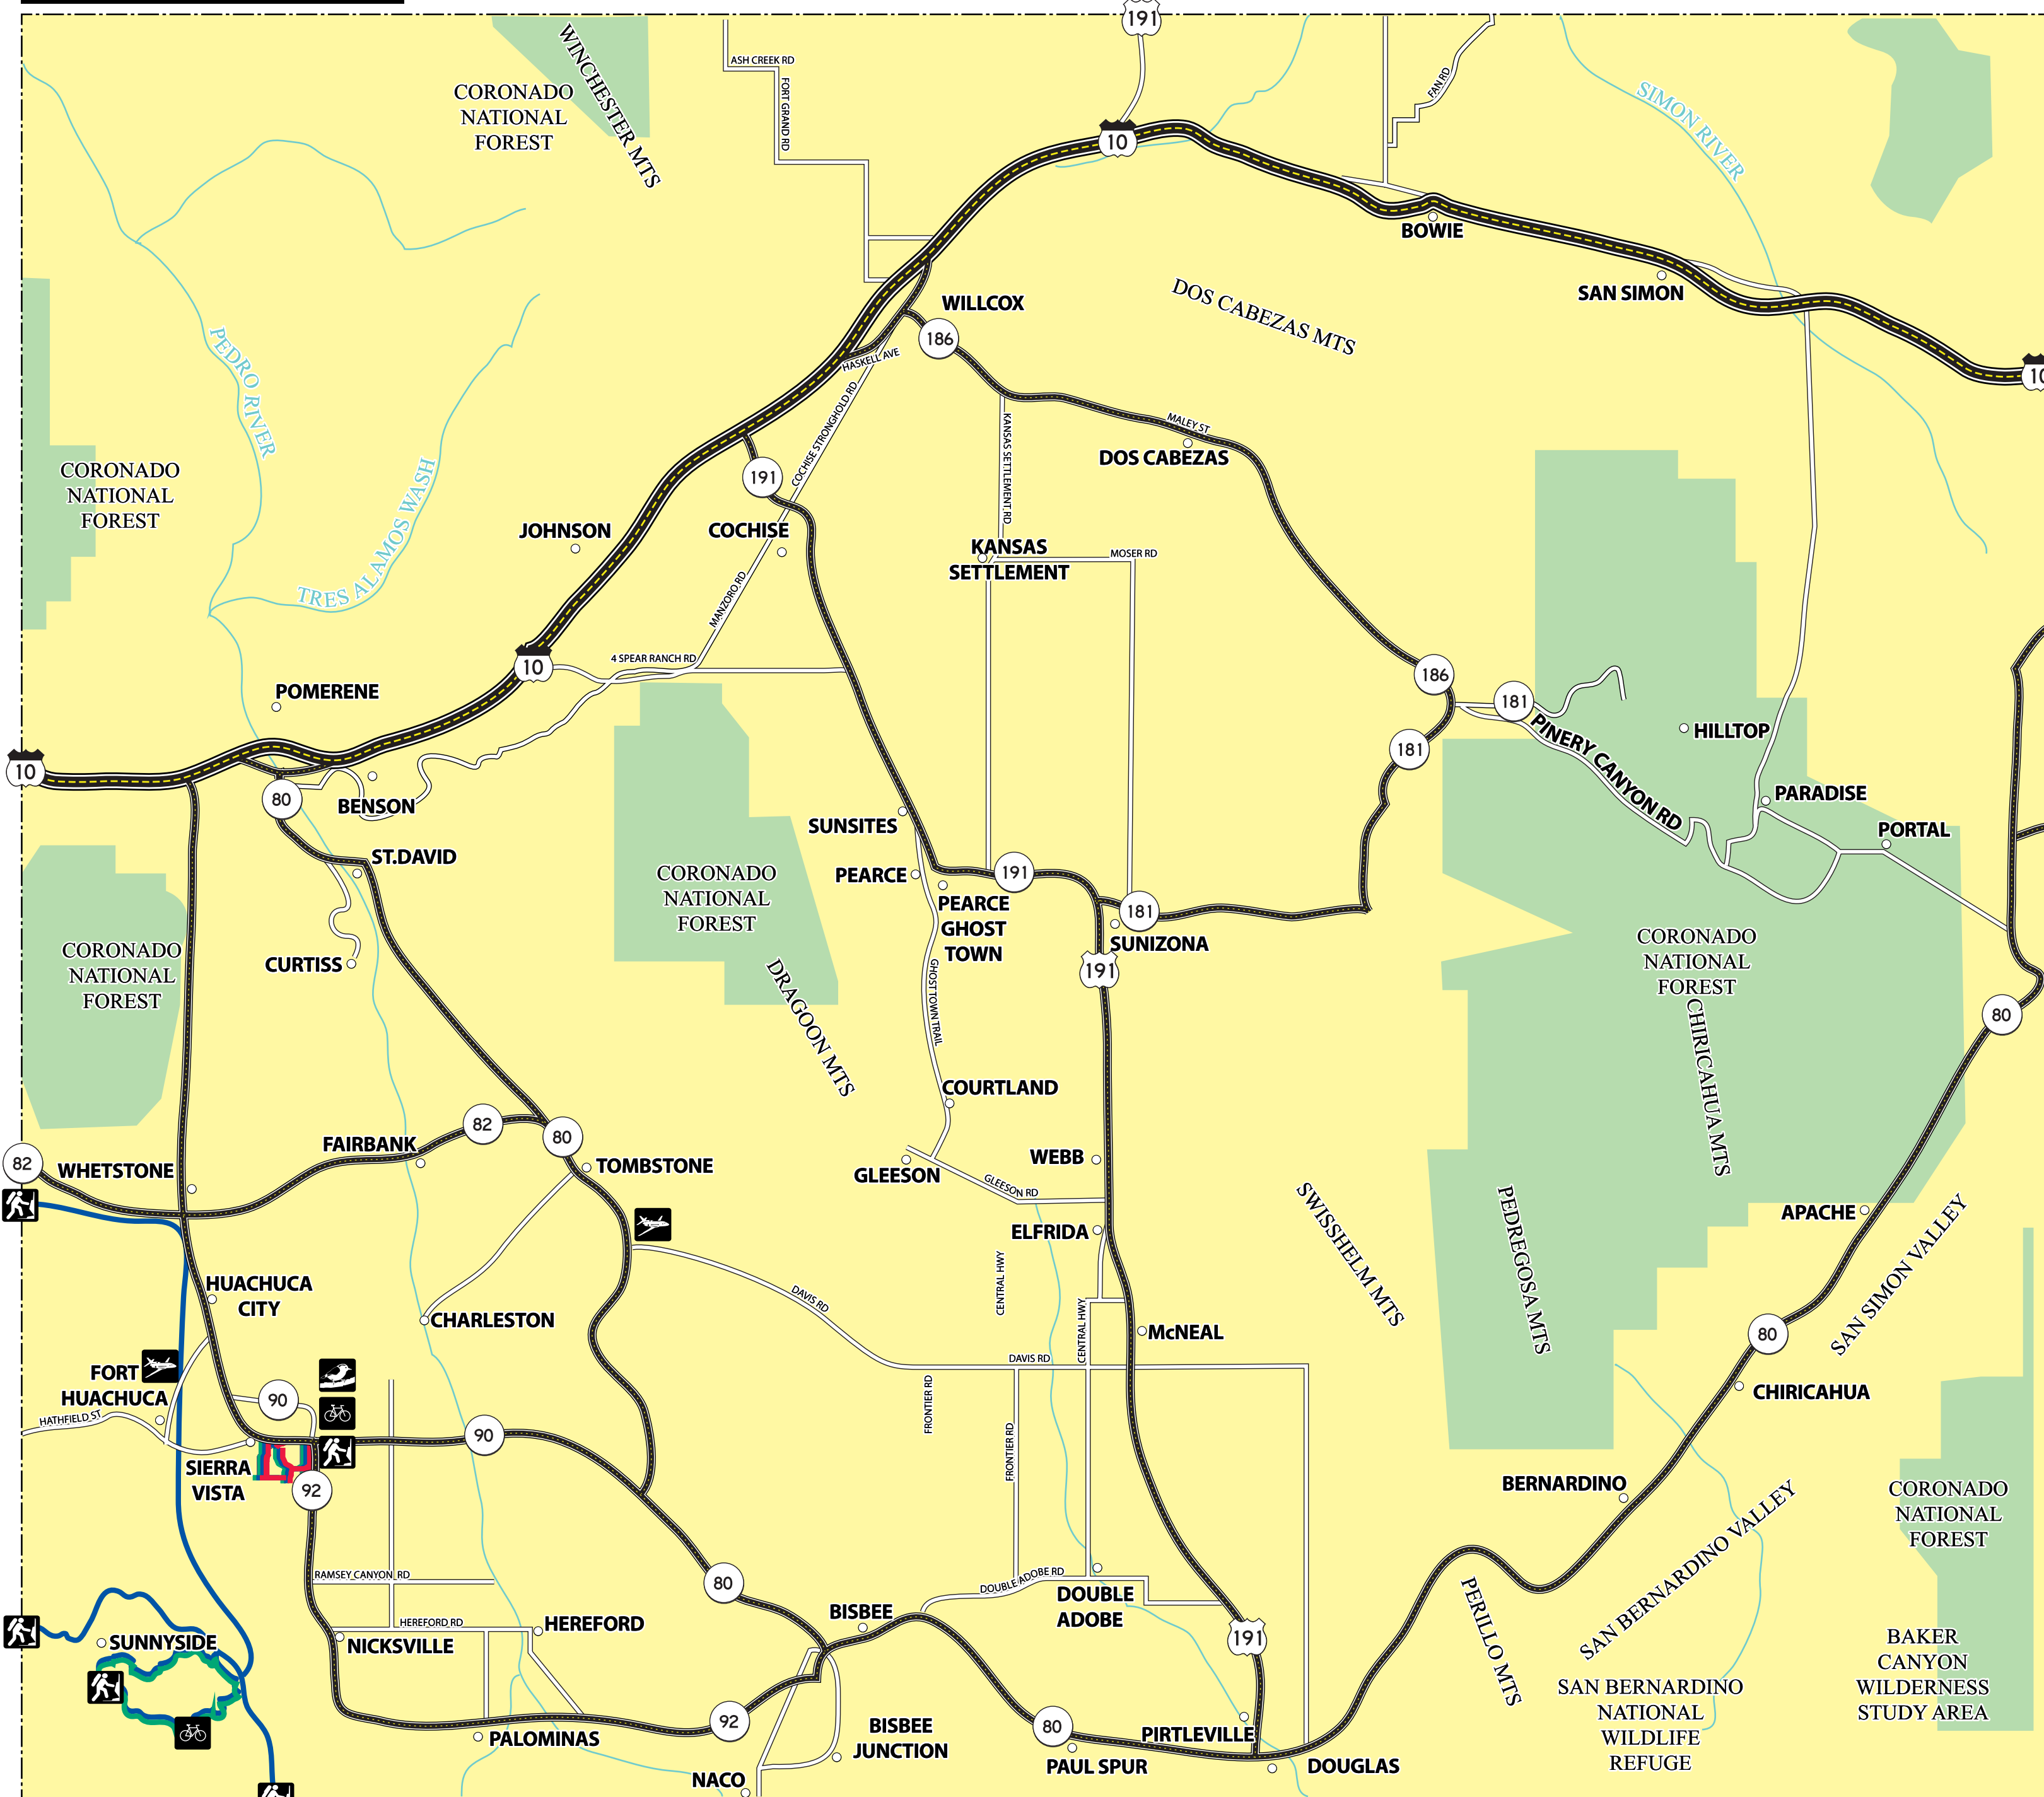 191
CORONADO
NATIONAL
FOREST
WINCHESTER MTS
ASH CREEK RD
FORT GRAND RD
FAN RD
SIMON RIVER
10
BOWIE
SAN SIMON
WILLCOX
186
DOS CABEZAS MTS
HASKELL AVE
COCHISE STRONGHOLD RD
KANSAS SETTLEMENT RD
MALEY ST
DOS CABEZAS
10
PEDRO RIVER
CORONADO
NATIONAL
FOREST
TRES ALAMOS WASH
191
JOHNSON
COCHISE
KANSAS
SETTLEMENT
MOSER RD
MANZORO RD
4 SPEAR RANCH RD
10
POMERENE
186
181
181
PINERY CANYON RD
HILLTOP
10
80
BENSON
PARADISE
PORTAL
SUNSITES
ST.DAVID
PEARCE
191
PEARCE
GHOST
TOWN
181
SUNIZONA
CORONADO
NATIONAL
FOREST
CORONADO
NATIONAL
FOREST
CURTISS
191
CORONADO
NATIONAL
FOREST
DRAGOON MTS
GHOST TOWN TRAIL
CHIRICAHUA MTS
80
COURTLAND
82
80
FAIRBANK
82
WHETSTONE
TOMBSTONE
GLEESON
WEBB
GLEESON RD
ELFRIDA
SWISSHELM MTS
PEDREGOSA MTS
APACHE
SAN SIMON VALLEY
HUACHUCA
CITY
CENTRAL HWY
DAVIS RD
CHARLESTON
CENTRAL HWY
McNEAL
80
FORT
HUACHUCA
DAVIS RD
CHIRICAHUA
90
HATHFIELD ST
FRONTIER RD
90
FRONTIER RD
SIERRA
VISTA
92
BERNARDINO
CORONADO
NATIONAL
FOREST
SAN BERNARDINO VALLEY
RAMSEY CANYON RD
80
DOUBLE ADOBE RD
DOUBLE
ADOBE
PERILLO MTS
HEREFORD RD
HEREFORD
BISBEE
191
SUNNYSIDE
NICKSVILLE
BAKER
CANYON
WILDERNESS
STUDY AREA
SAN BERNARDINO
NATIONAL
WILDLIFE
REFUGE
92
80
PALOMINAS
BISBEE
JUNCTION
PIRTLEVILLE
PAUL SPUR
DOUGLAS
NACO